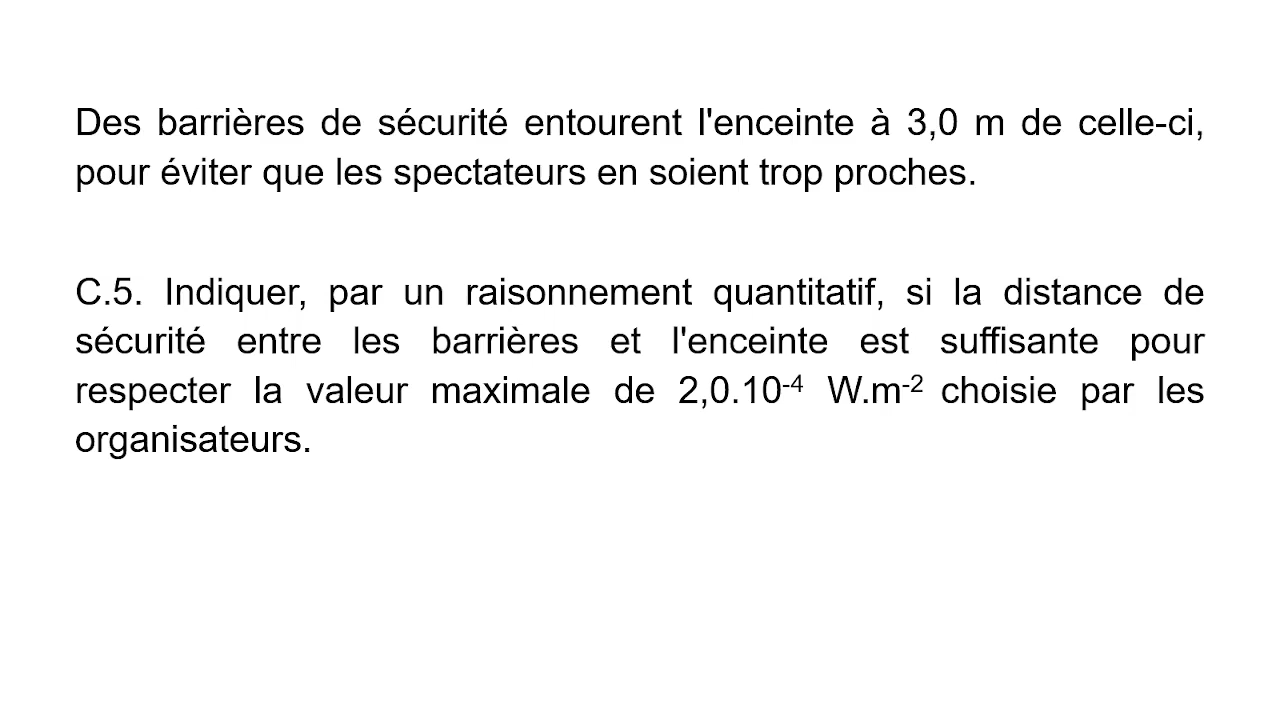 Des barrières de sécurité entourent l'enceinte à 3,0 m de celle-ci,
pour éviter que les spectateurs en soient trop proches.
C.5. Indiquer, par un raisonnement quantitatif, si la distance de
sécurité entre les barrières et l'enceinte est suffisante pour
respecter la valeur maximale de 2,0.10⁻⁴ W.m⁻² choisie par les
organisateurs.